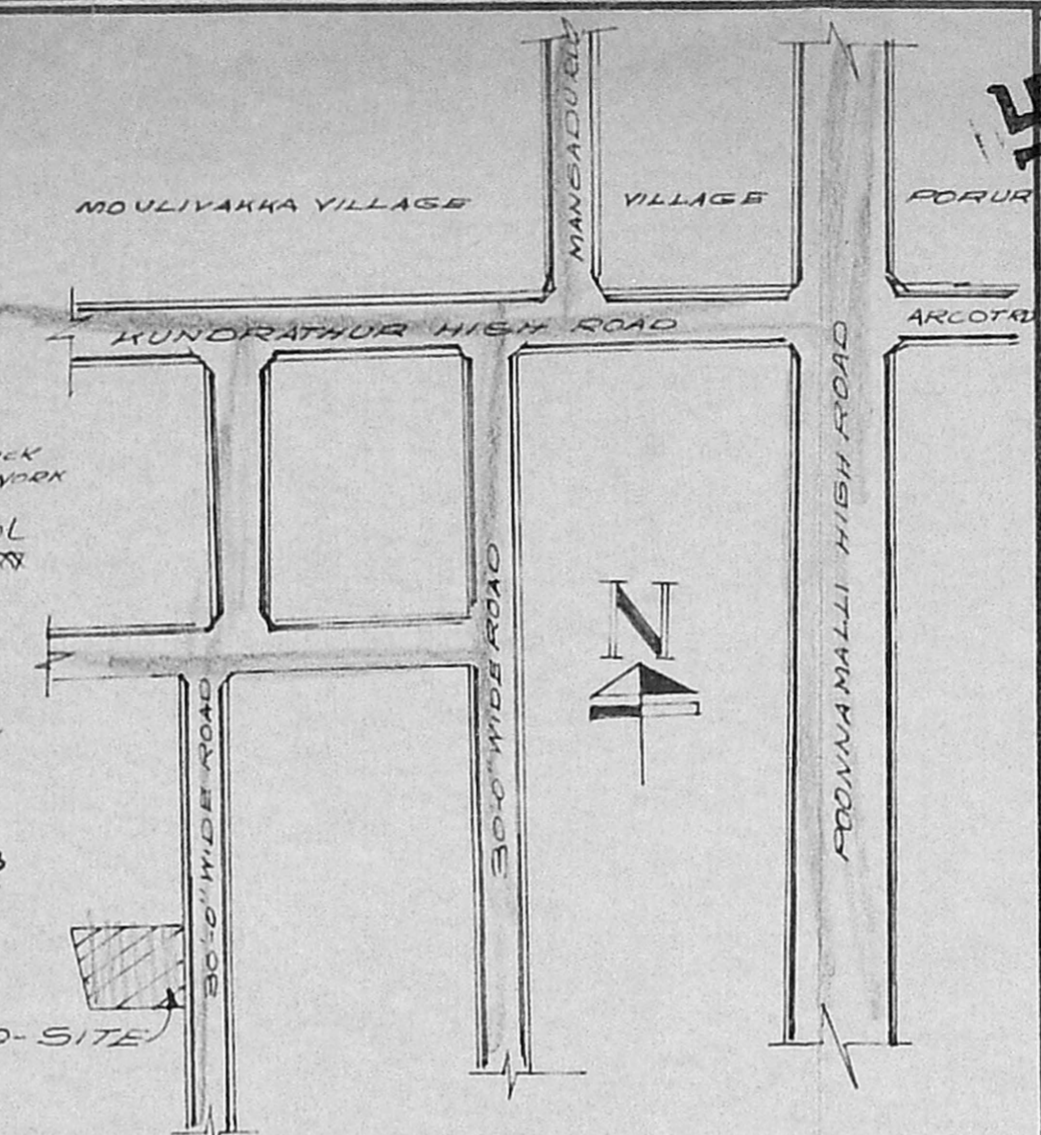 MANGADU RD
MOULIVAKKA VILLAGE
VILLAGE
PORUR
KUNDRATHUR HIGH ROAD
ARCOT RD
POONNAMALTI HIGH ROAD
30'-0" WIDE ROAD
N
30'-0" WIDE ROAD
-SITE